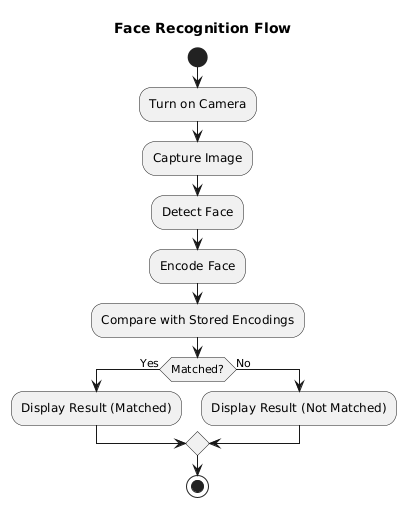 Face Recognition Flow
Turn on Camera
Capture Image
Detect Face
Encode Face
Compare with Stored Encodings
Yes
Matched?
No
Display Result (Matched)
Display Result (Not Matched)